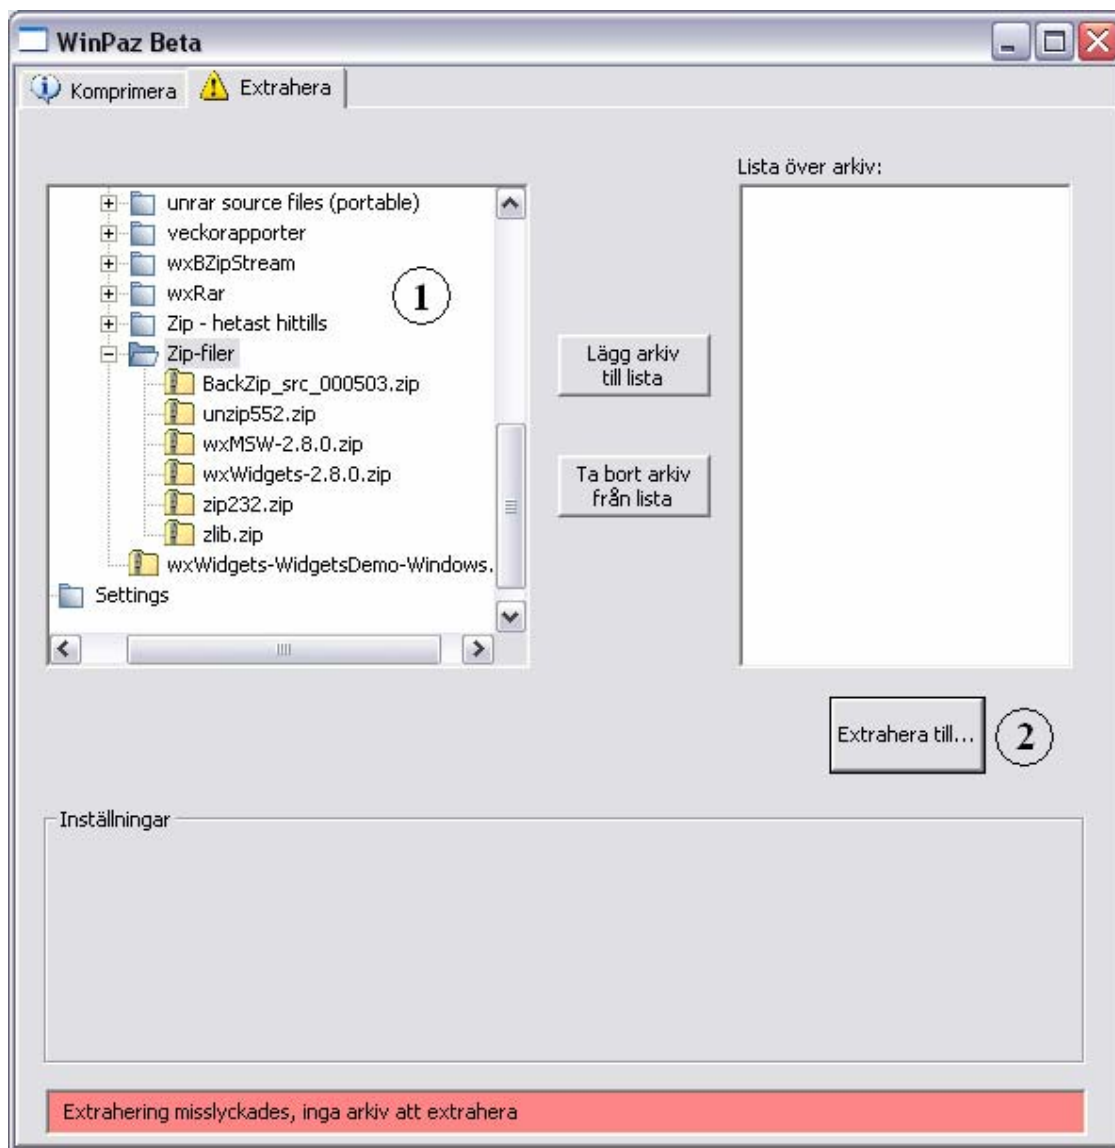 WinPaz Beta
Komprimera
Extrahera
Lista över arkiv:
unrar source files (portable)
veckorapporter
wxBZipStream
wxRar
Zip - hetast hittills
Zip-filer
BackZip_src_000503.zip
unzip552.zip
wxMSW-2.8.0.zip
wxWidgets-2.8.0.zip
zip232.zip
zlib.zip
wxWidgets-WidgetsDemo-Windows.
Settings
1
Lägg arkiv
till lista
Ta bort arkiv
från lista
Extrahera till...
2
Inställningar
Extrahering misslyckades, inga arkiv att extrahera